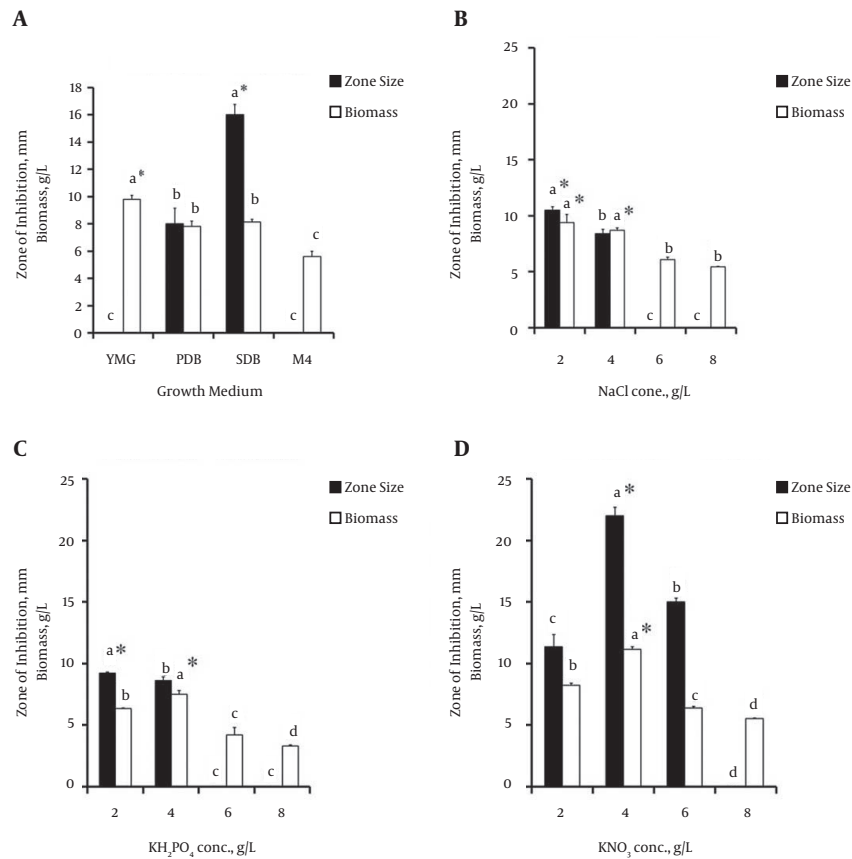 A
Zone Size
Biomass
Zone of Inhibition, mm
Biomass, g/L
18
16
14
12
10
8
6
4
2
0
c
a*
b
b
a*
b
c
c
YMG
PDB
SDB
M4
Growth Medium
B
Zone Size
Biomass
Zone of Inhibition, mm
Biomass, g/L
25
20
15
10
5
0
a*
a*
b
a*
c
b
c
b
2
4
6
8
NaCl cone., g/L
C
Zone Size
Biomass
Zone of Inhibition, mm
Biomass, g/L
25
20
15
10
5
0
a*
b
b
a*
c
c
c
d
2
4
6
8
KH₂PO₄ conc., g/L
D
Zone Size
Biomass
Zone of Inhibition, mm
Biomass, g/L
25
20
15
10
5
0
c
b
a*
a*
b
c
d
d
2
4
6
8
KNO₃ conc., g/L